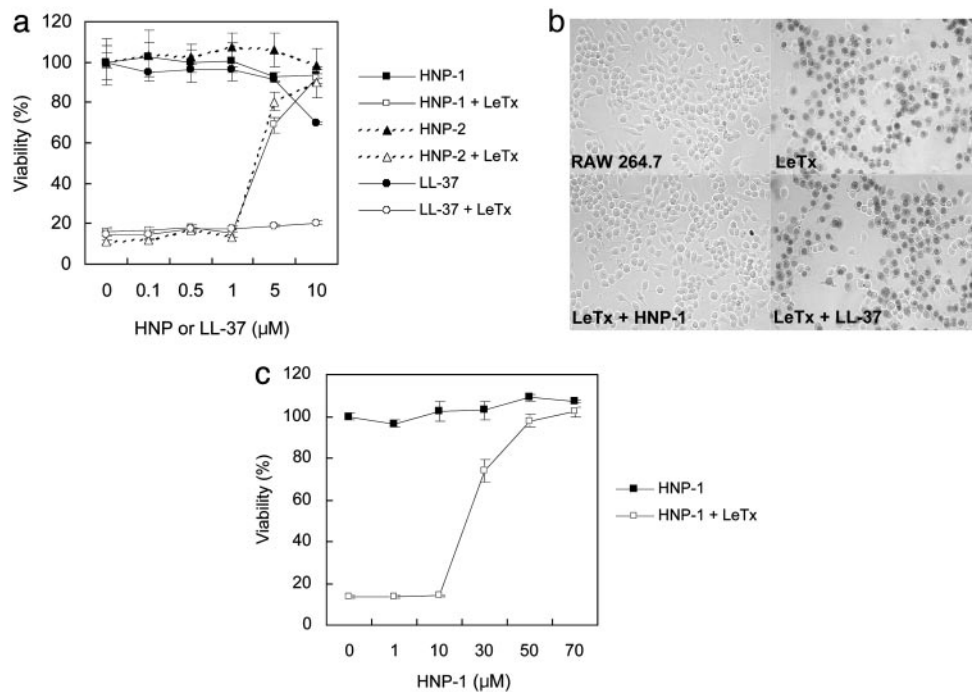 a
120
100
80
60
40
20
0
Viability (%)
0 0.1 0.5 1 5 10
HNP or LL-37 (µM)
HNP-1
HNP-1 + LeTx
HNP-2
HNP-2 + LeTx
LL-37
LL-37 + LeTx
b
RAW 264.7
LeTx
LeTx + HNP-1
LeTx + LL-37
c
120
100
80
60
40
20
0
Viability (%)
0 1 10 30 50 70
HNP-1 (µM)
HNP-1
HNP-1 + LeTx